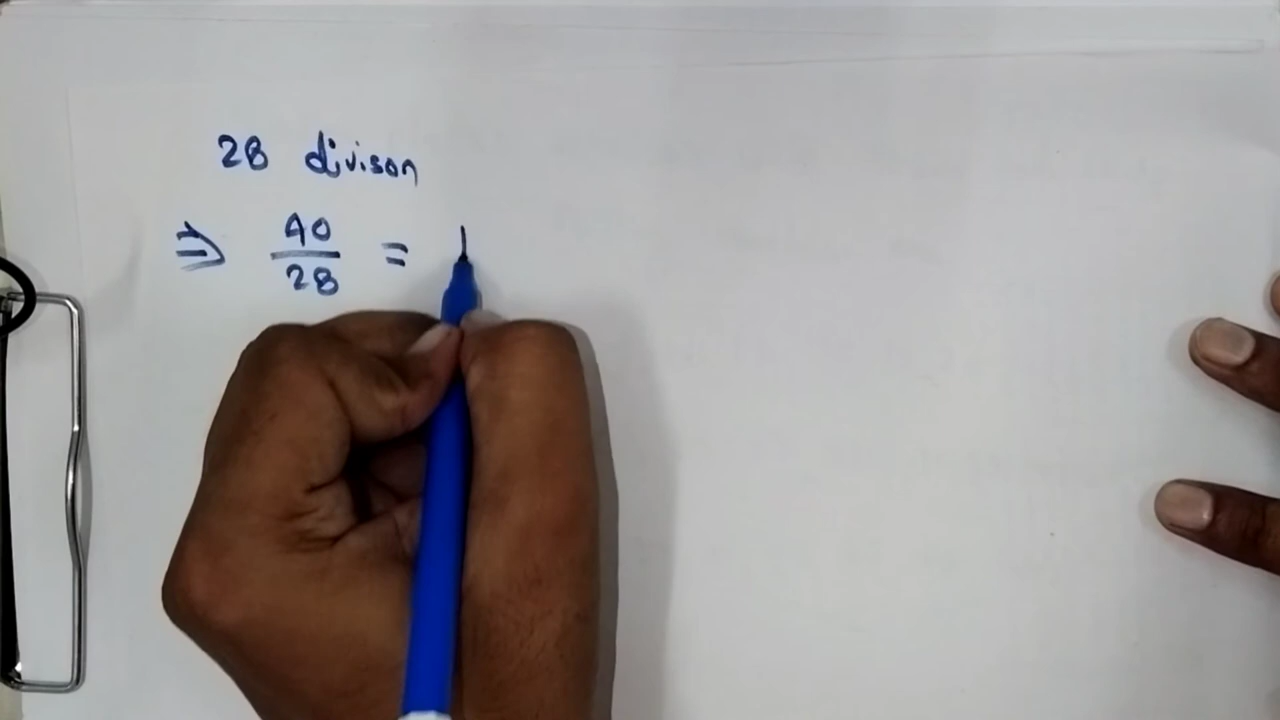 28 divison
⇒ 40/28 = 1